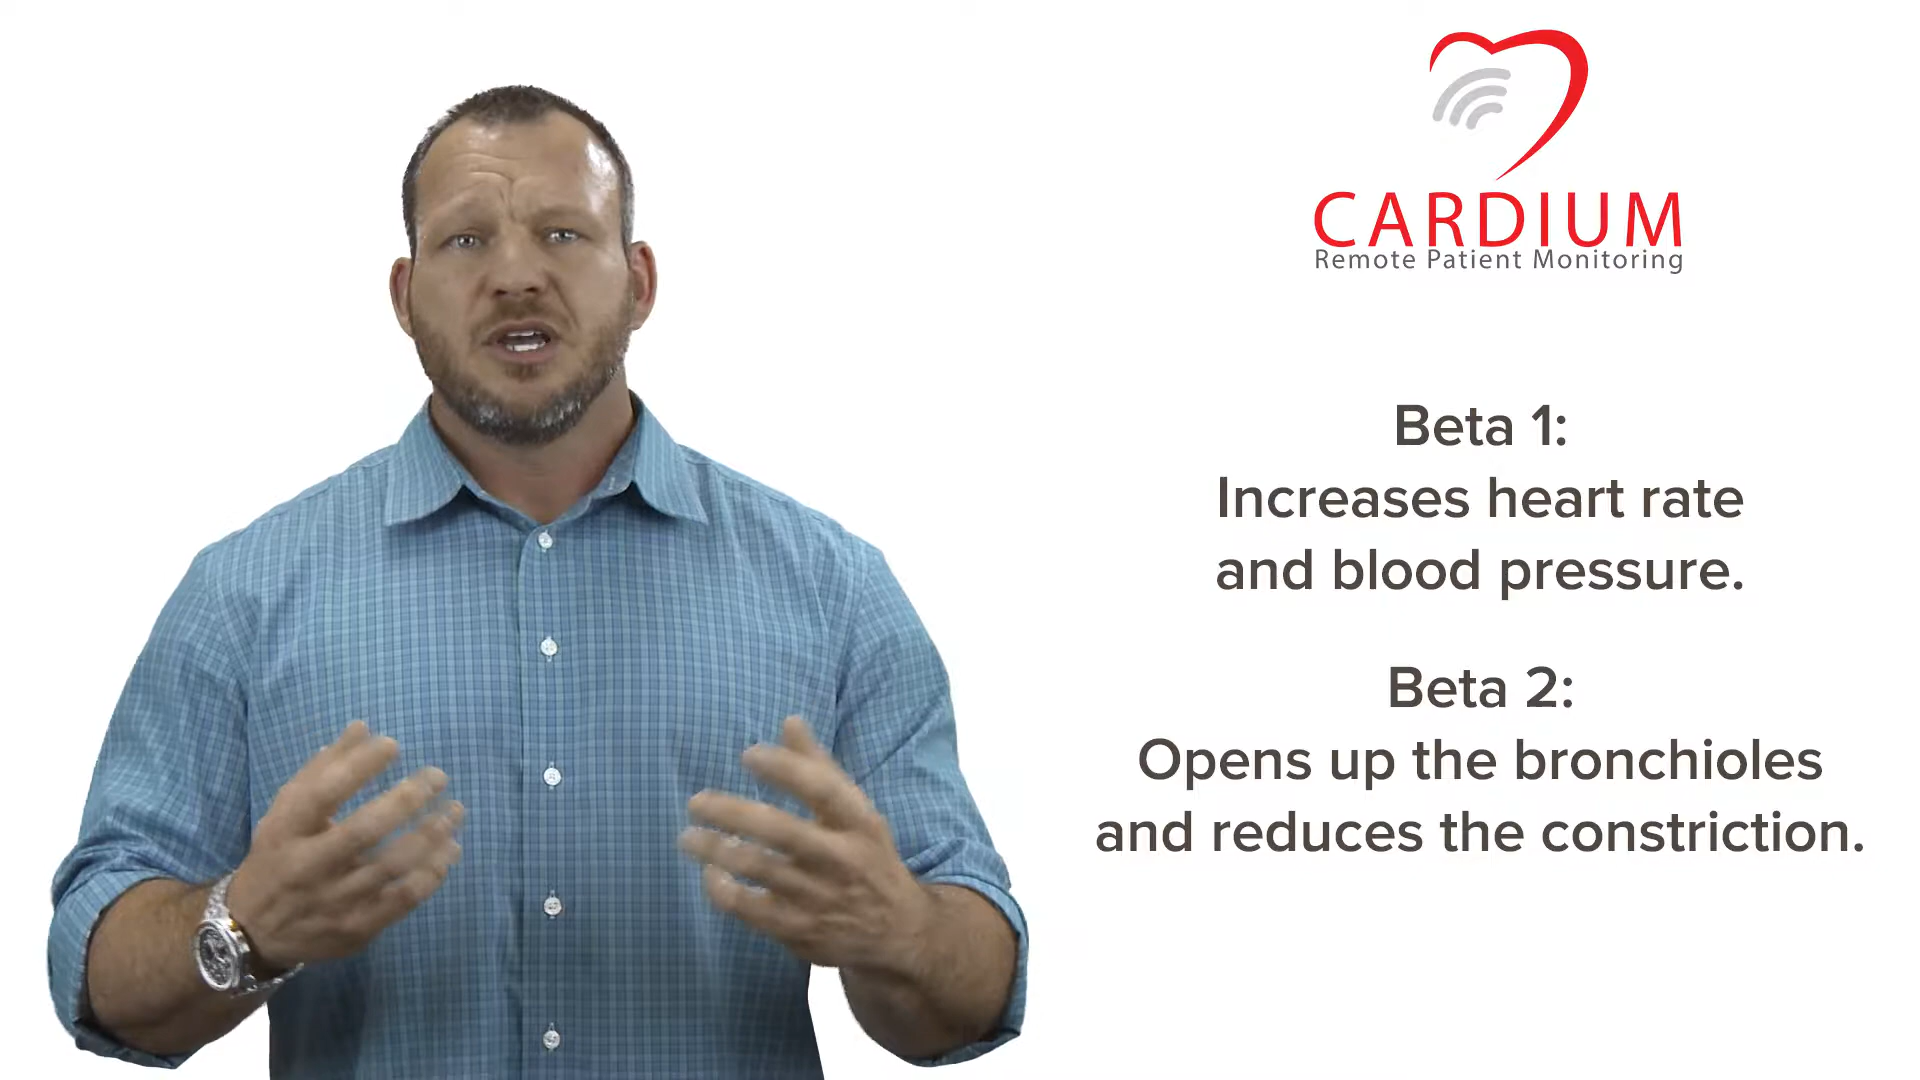 CARDIUM
Remote Patient Monitoring
Beta 1:
Increases heart rate
and blood pressure.
Beta 2:
Opens up the bronchioles
and reduces the constriction.